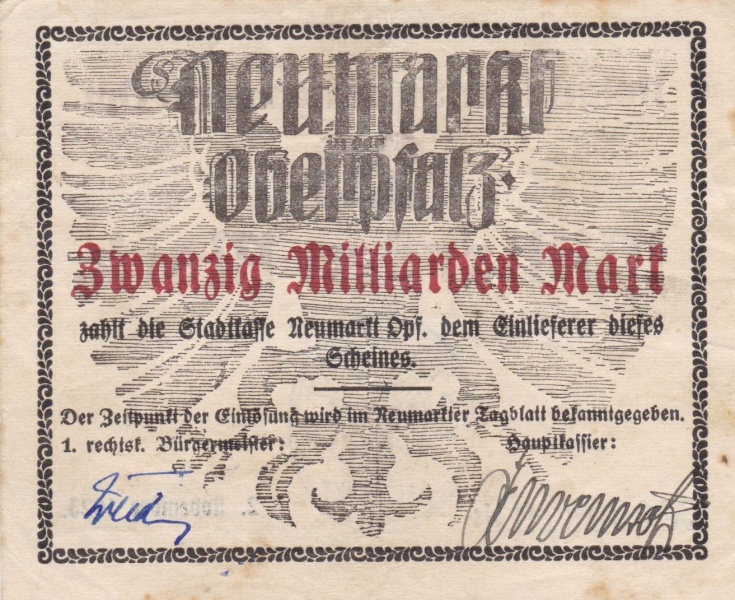 Neumarkt
in der
Oberpfalz
Zwanzig Milliarden Mark
zahlt die Stadtkasse Neumarkt Opf. dem Einlieferer dieses
Scheines.
Der Zeitpunkt der Einlösung wird im Neumarkter Tagblatt bekanntgegeben.
1. rechtsk. Bürgermeister: Hauptkassier: